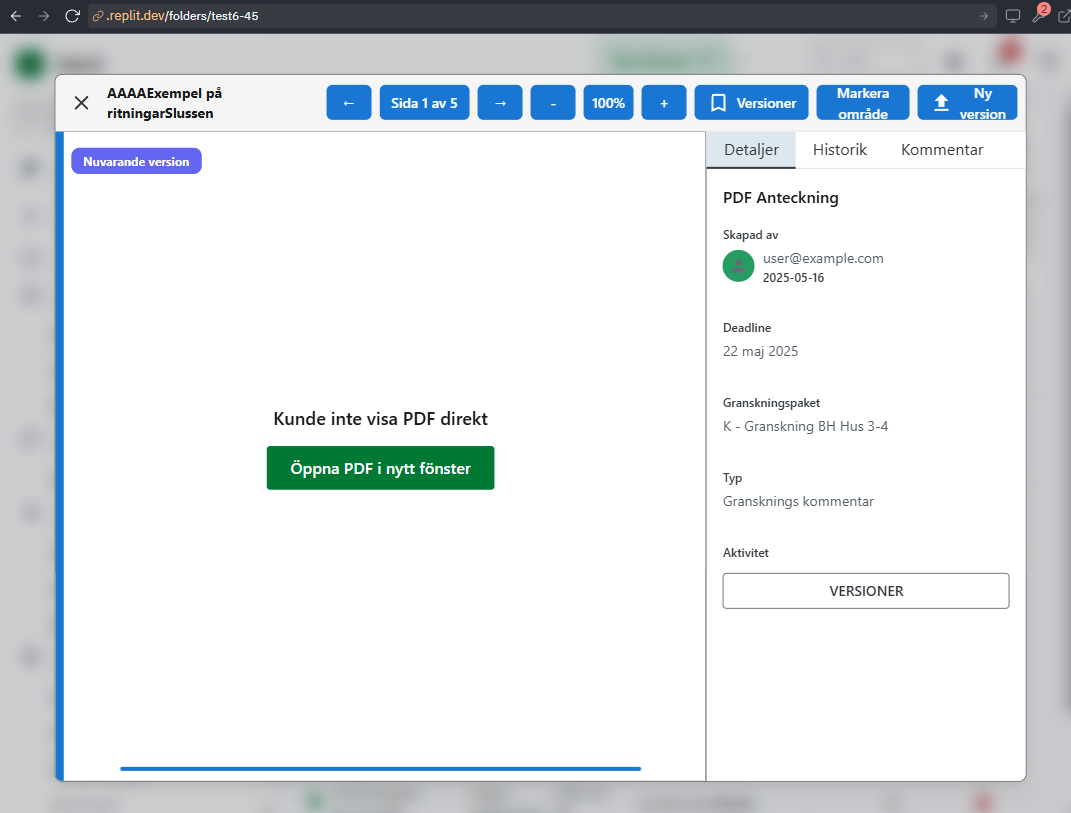 .replit.dev/folders/test6-45
2
AAAAExempel på
ritningarSlussen
←
Sida 1 av 5
→
-
100%
+
Versioner
Markera
område
Ny
version
Nuvarande version
Kunde inte visa PDF direkt
Öppna PDF i nytt fönster
Detaljer
Historik
Kommentar
PDF Anteckning
Skapad av
user@example.com
2025-05-16
Deadline
22 maj 2025
Granskningspaket
K - Granskning BH Hus 3-4
Typ
Gransknings kommentar
Aktivitet
VERSIONER